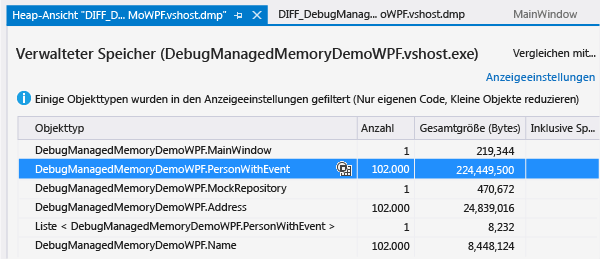 Heap-Ansicht "DIFF_D... MoWPF.vshost.dmp"
DIFF_DebugManag... oWPF.vshost.dmp
MainWindow
Verwalteter Speicher (DebugManagedMemoryDemoWPF.vshost.exe)
Vergleichen mit...
Anzeigeeinstellungen
Einige Objekttypen wurden in den Anzeigeeinstellungen gefiltert (Nur eigenen Code, Kleine Objekte reduzieren)
Objekttyp Anzahl Gesamtgröße (Bytes) Inklusive Sp...
DebugManagedMemoryDemoWPF.MainWindow 1 219,344
DebugManagedMemoryDemoWPF.PersonWithEvent 102.000 224,449,500
DebugManagedMemoryDemoWPF.MockRepository 1 470,672
DebugManagedMemoryDemoWPF.Address 102.000 24,839,016
Liste < DebugManagedMemoryDemoWPF.PersonWithEvent > 1 8,232
DebugManagedMemoryDemoWPF.Name 102.000 8,448,124